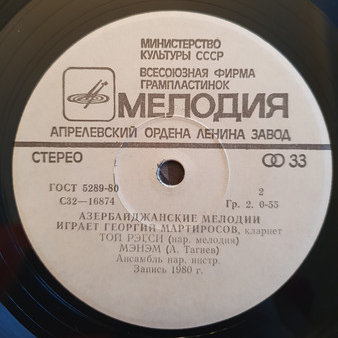 МИНИСТЕРСТВО
КУЛЬТУРЫ СССР
ВСЕСОЮЗНАЯ ФИРМА
ГРАМПЛАСТИНОК
МЕЛОДИЯ
АПРЕЛЕВСКИЙ ОРДЕНА ЛЕНИНА ЗАВОД
СТЕРЕО 33
ГОСТ 5289-80 2
С32—16874 Гр. 2. 0-55
АЗЕРБАЙДЖАНСКИЕ МЕЛОДИИ
ИГРАЕТ ГЕОРГИЙ МАРТИРОСОВ, кларнет
ТОЙ РЭГСИ (нар. мелодия)
МЭНЭМ (А. Тагиев)
Ансамбль нар. инстр.
Запись 1980 г.